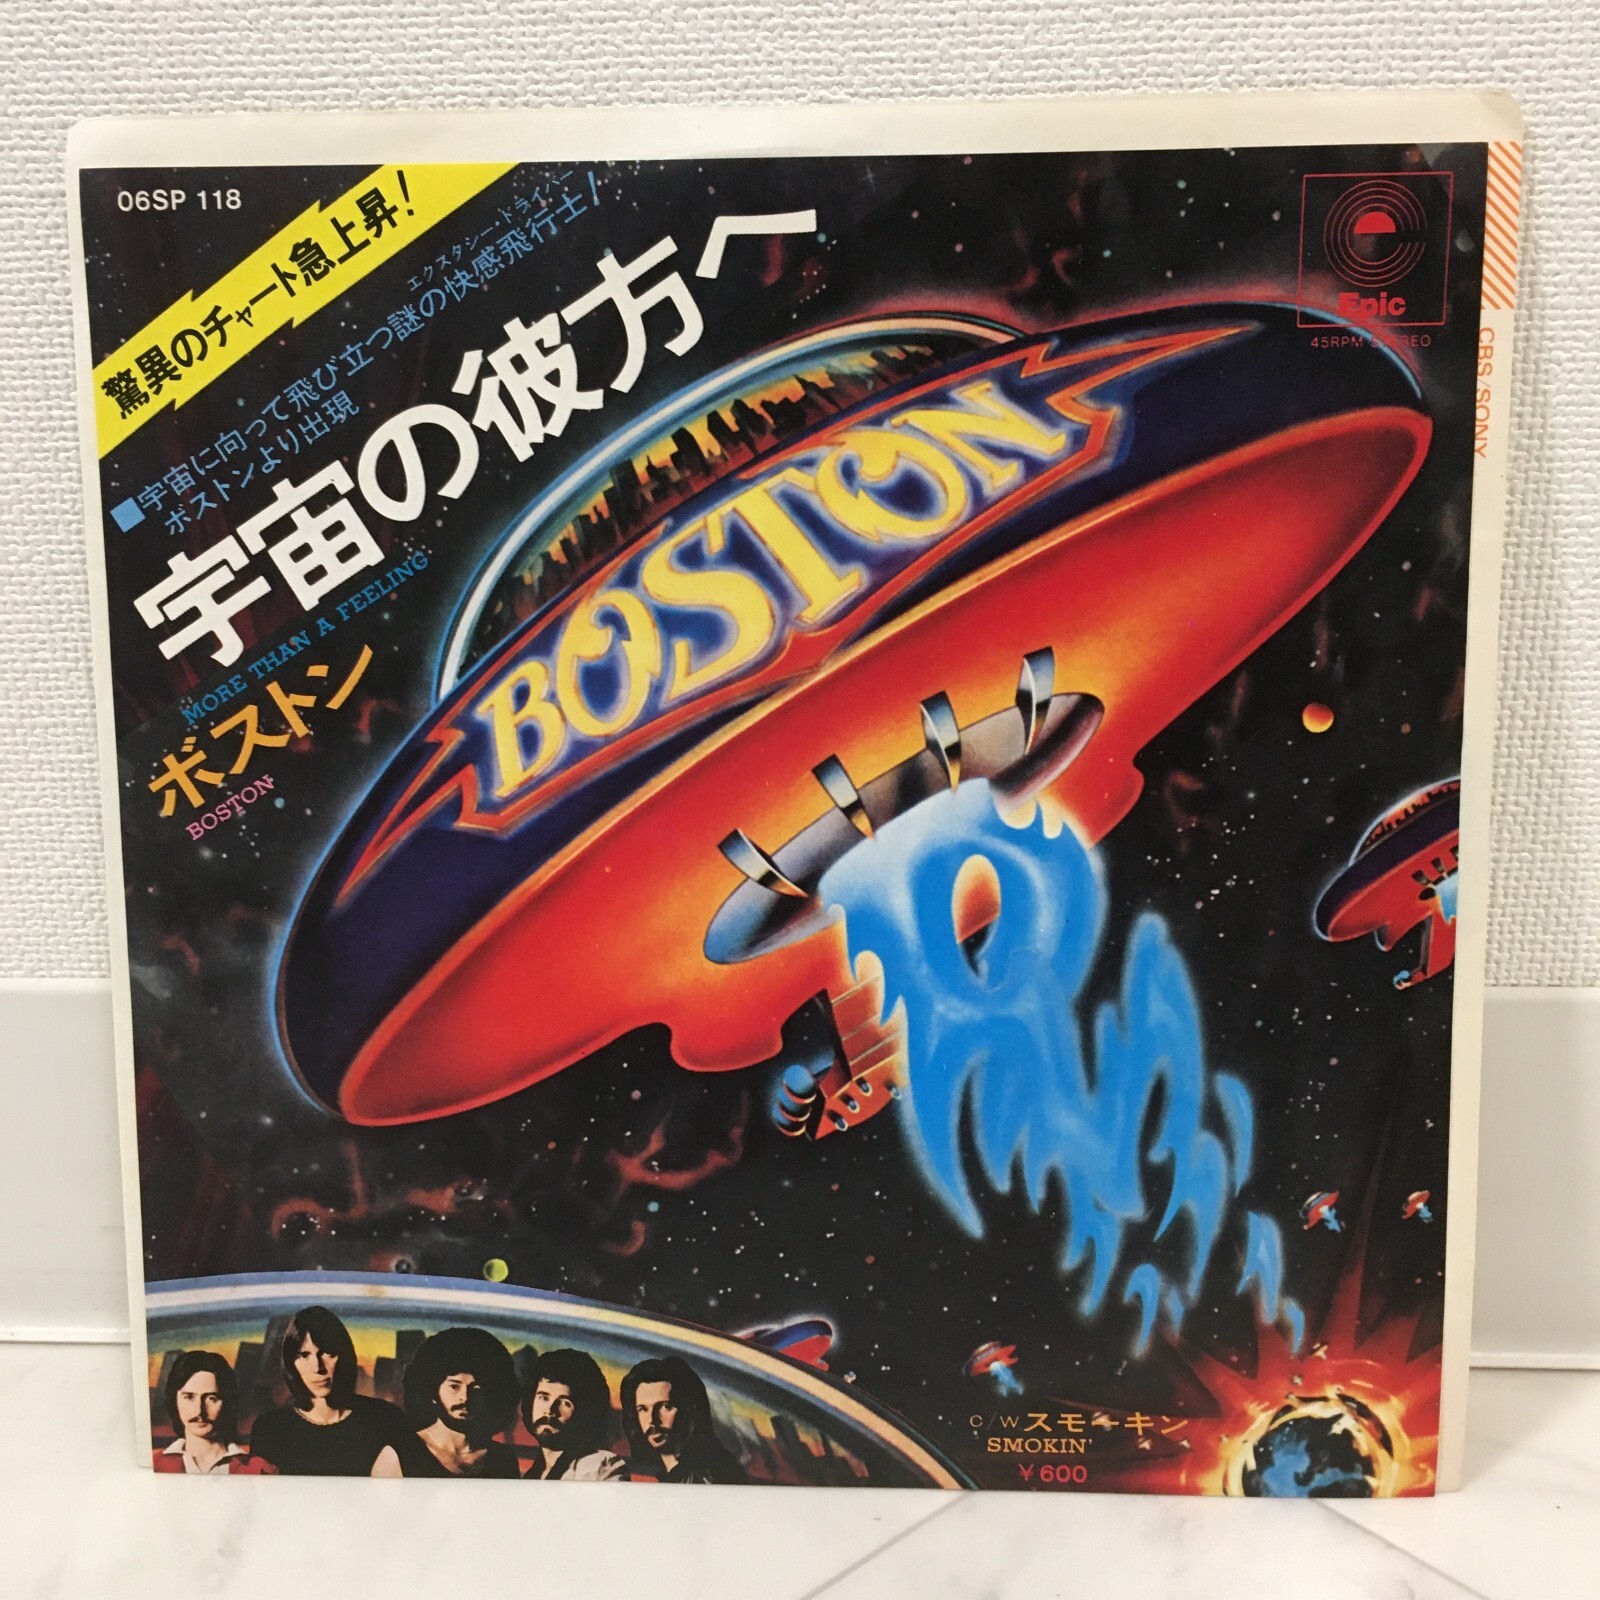 06SP 118
驚異のチャート急上昇!
エクスタシー・ドライバー
■宇宙に向って飛び立つ謎の快感飛行士!
ボストンより出現
宇宙の彼方へ
MORE THAN A FEELING
ボストン
BOSTON
BOSTON
Epic
45RPM STEREO
CBS/SONY
C/W スモーキン
SMOKIN'
¥600